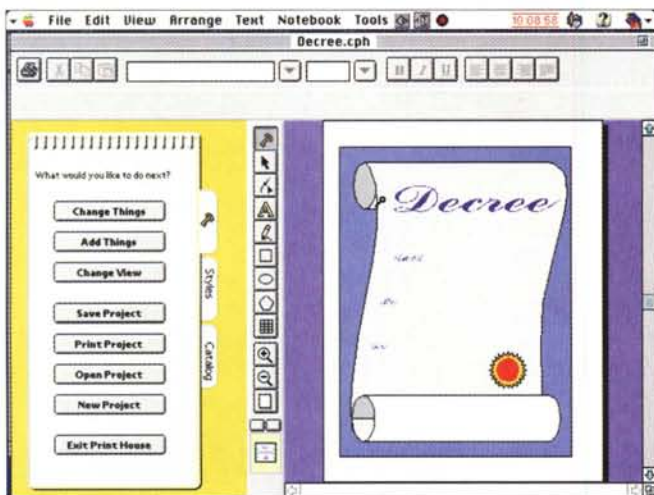 File Edit View Arrange Text Notebook Tools 10:08:58 ?
Decree.cph
B I U
What would you like to do next?
Change Things
Add Things
Change View
Save Project
Print Project
Open Project
New Project
Exit Print House
Styles
Catalog
A
Decree